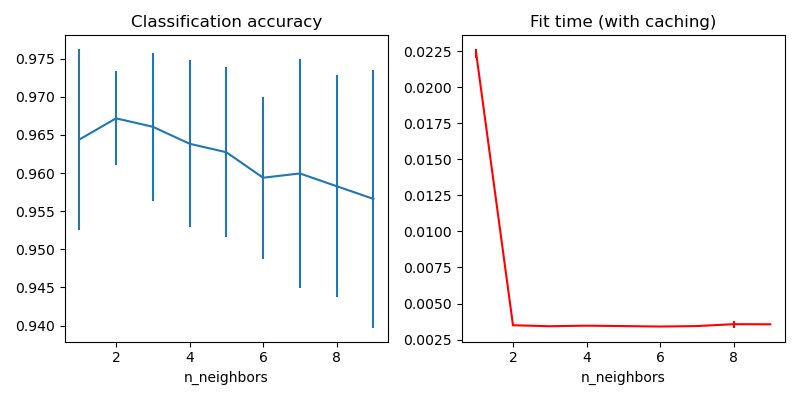 Classification accuracy
0.975
0.970
0.965
0.960
0.955
0.950
0.945
0.940
2 4 6 8
n_neighbors
Fit time (with caching)
0.0225
0.0200
0.0175
0.0150
0.0125
0.0100
0.0075
0.0050
0.0025
2 4 6 8
n_neighbors